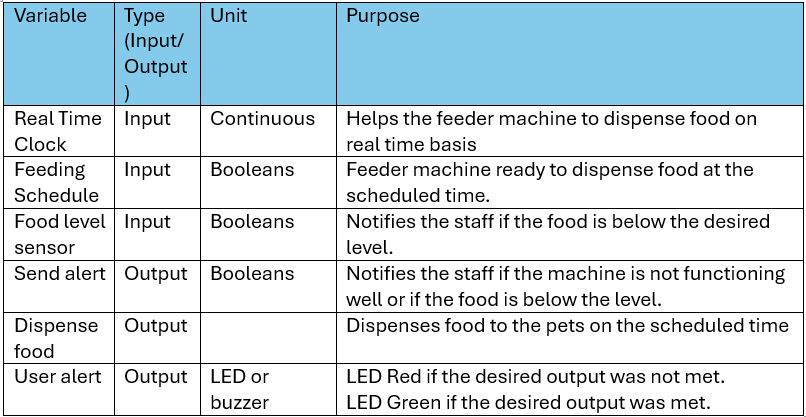 Variable Type (Input/ Output ) Unit Purpose
Real Time Clock Input Continuous Helps the feeder machine to dispense food on real time basis
Feeding Schedule Input Booleans Feeder machine ready to dispense food at the scheduled time.
Food level sensor Input Booleans Notifies the staff if the food is below the desired level.
Send alert Output Booleans Notifies the staff if the machine is not functioning well or if the food is below the level.
Dispense food Output Dispenses food to the pets on the scheduled time
User alert Output LED or buzzer LED Red if the desired output was not met. LED Green if the desired output was met.